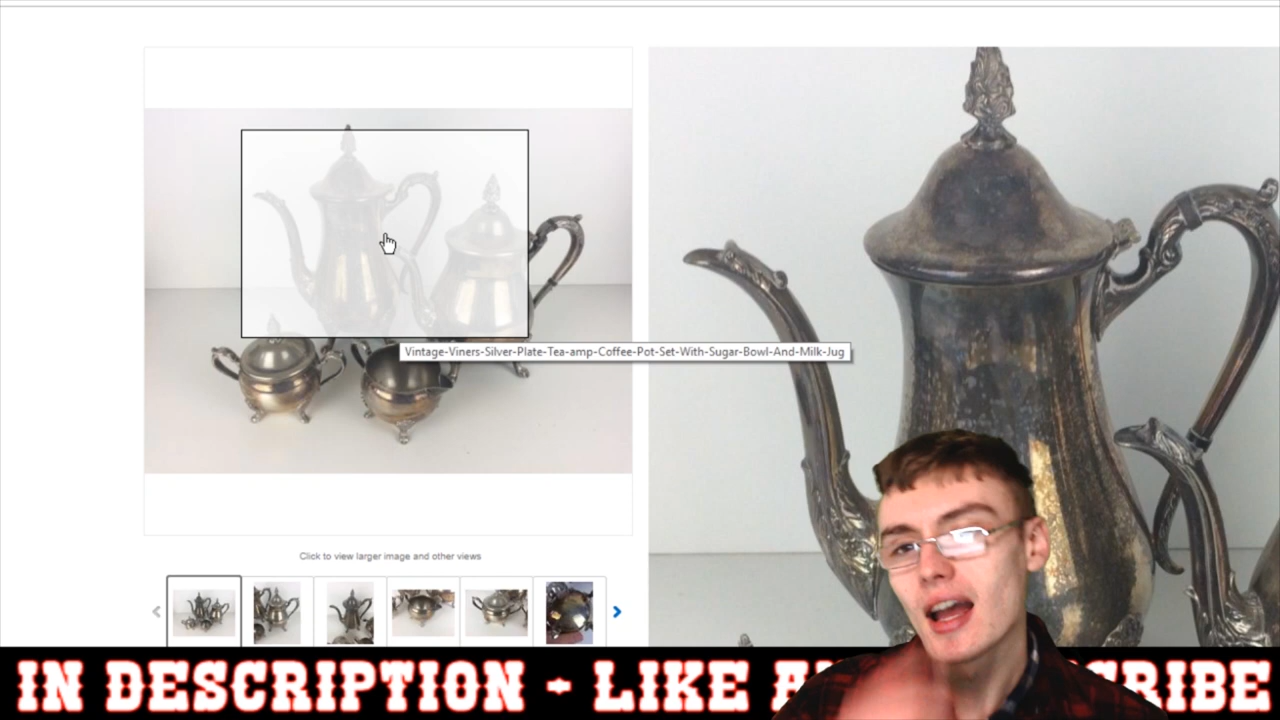 Vintage-Viners-Silver-Plate-Tea-amp-Coffee-Pot-Set-With-Sugar-Bowl-And-Milk-Jug
Click to view larger image and other views
IN DESCRIPTION - LIKE A RIBE